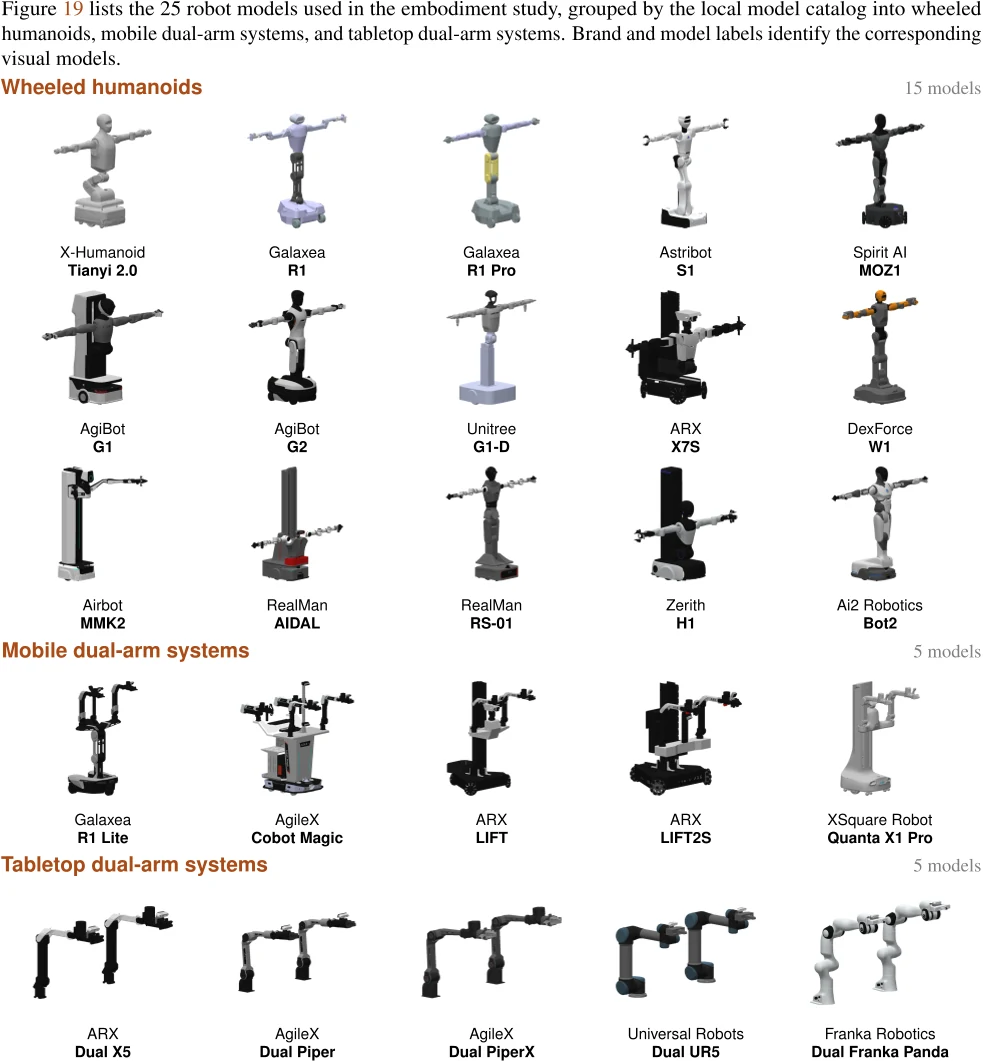 Figure 19 lists the 25 robot models used in the embodiment study, grouped by the local model catalog into wheeled
humanoids, mobile dual-arm systems, and tabletop dual-arm systems. Brand and model labels identify the corresponding
visual models.
Wheeled humanoids 15 models
X-Humanoid Galaxea Galaxea Astribot Spirit AI
Tianyi 2.0 R1 R1 Pro S1 MOZ1
AgiBot AgiBot Unitree ARX DexForce
G1 G2 G1-D X7S W1
Airbot RealMan RealMan Zerith Ai2 Robotics
MMK2 AIDAL RS-01 H1 Bot2
Mobile dual-arm systems 5 models
Galaxea AgileX ARX ARX XSquare Robot
R1 Lite Cobot Magic LIFT LIFT2S Quanta X1 Pro
Tabletop dual-arm systems 5 models
ARX AgileX AgileX Universal Robots Franka Robotics
Dual X5 Dual Piper Dual PiperX Dual UR5 Dual Franka Panda